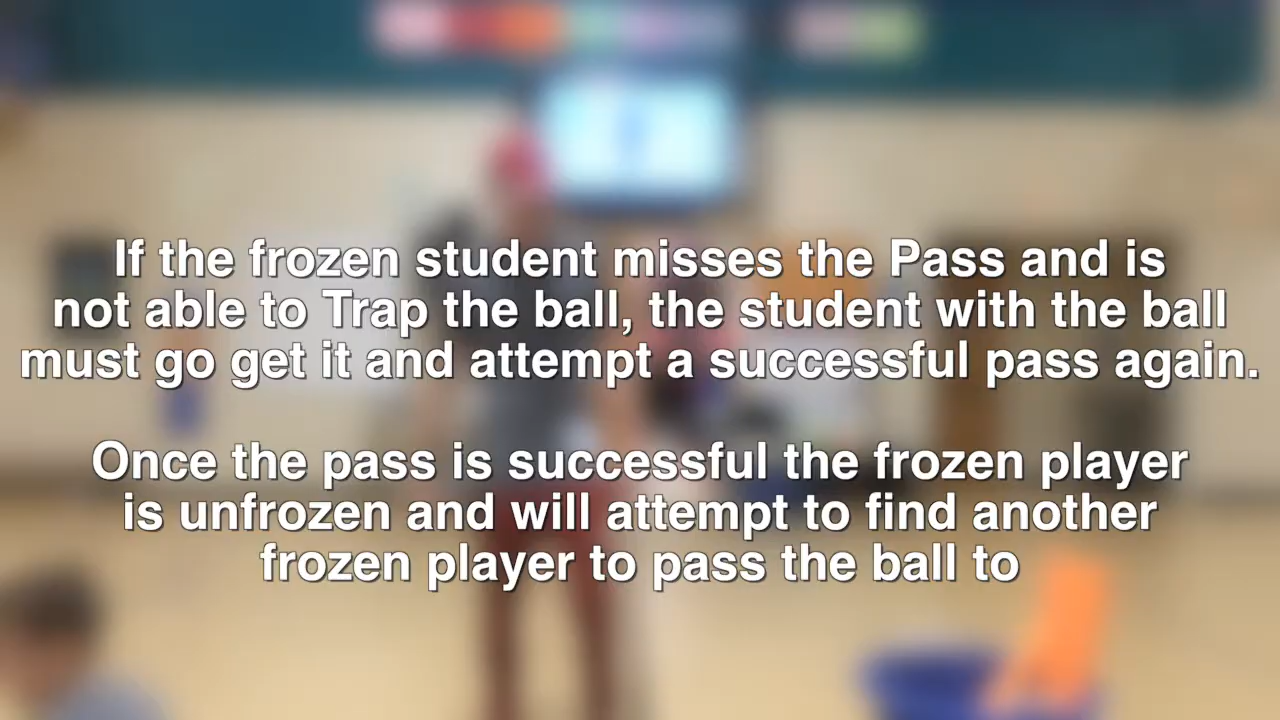 If the frozen student misses the Pass and is
not able to Trap the ball, the student with the ball
must go get it and attempt a successful pass again.
Once the pass is successful the frozen player
is unfrozen and will attempt to find another
frozen player to pass the ball to